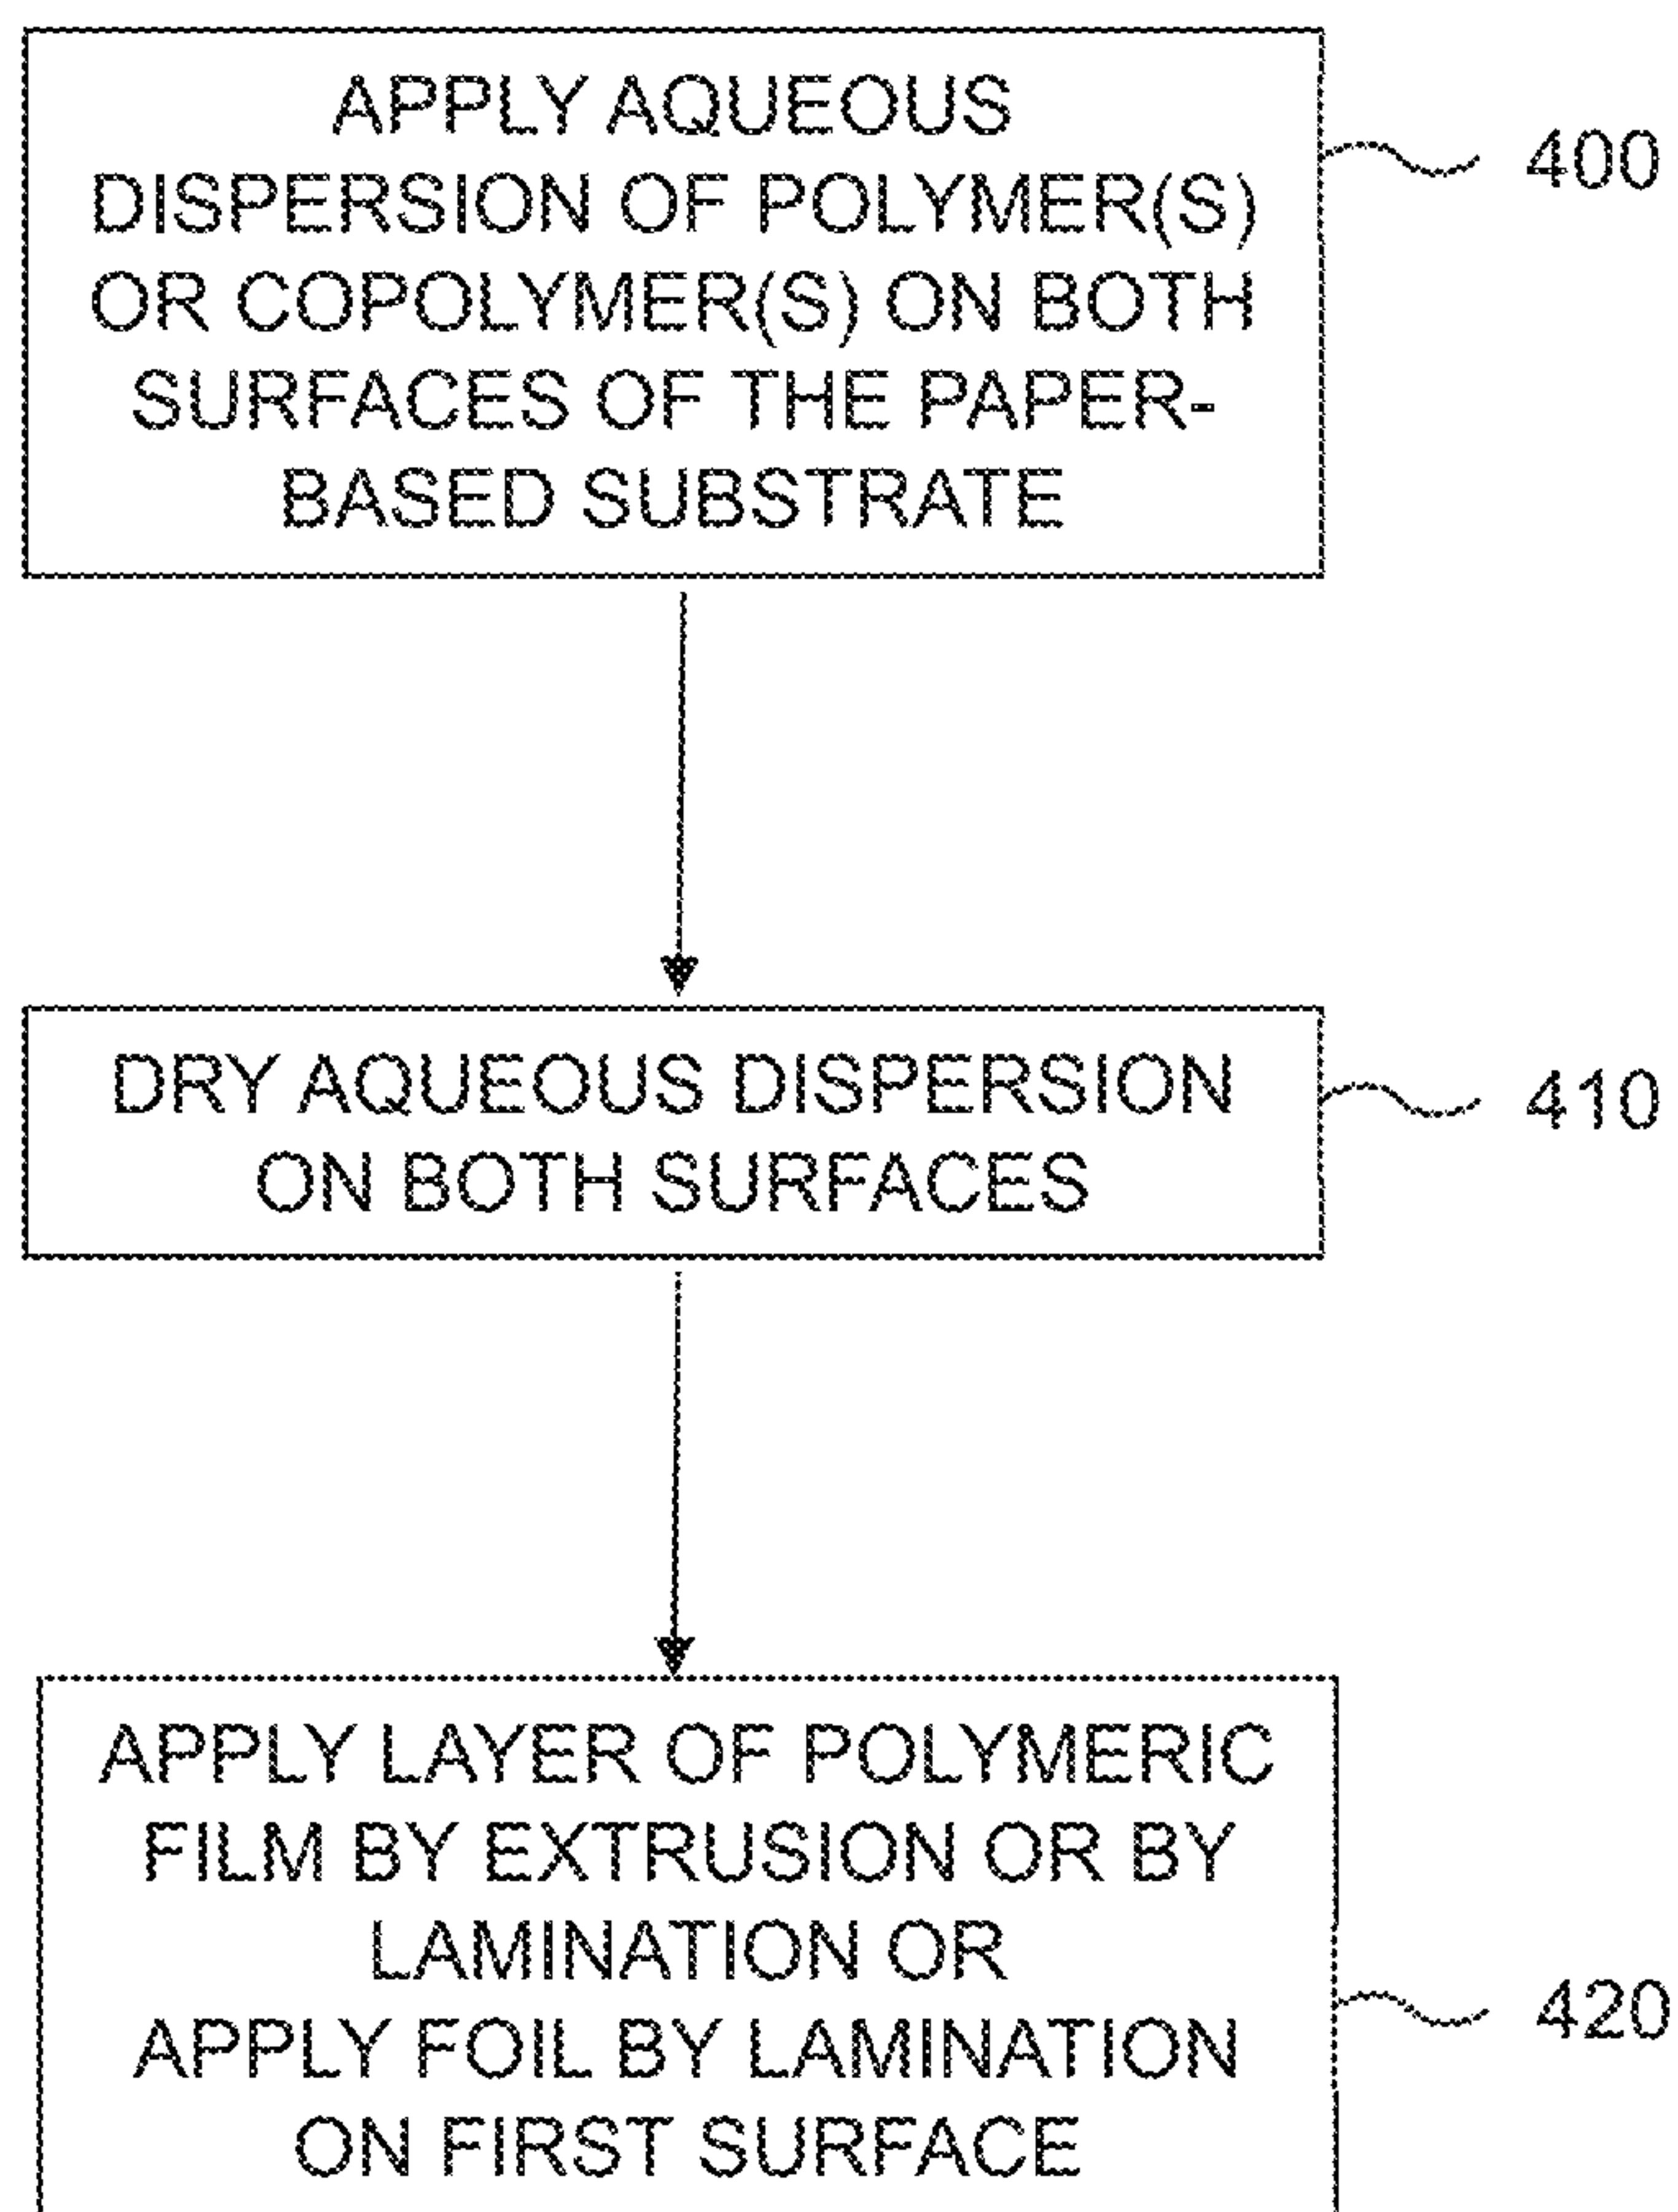 APPLY AQUEOUS
DISPERSION OF POLYMER(S)
OR COPOLYMER(S) ON BOTH
SURFACES OF THE PAPER-
BASED SUBSTRATE
400
DRY AQUEOUS DISPERSION
ON BOTH SURFACES
410
APPLY LAYER OF POLYMERIC
FILM BY EXTRUSION OR BY
LAMINATION OR
APPLY FOIL BY LAMINATION
ON FIRST SURFACE
420